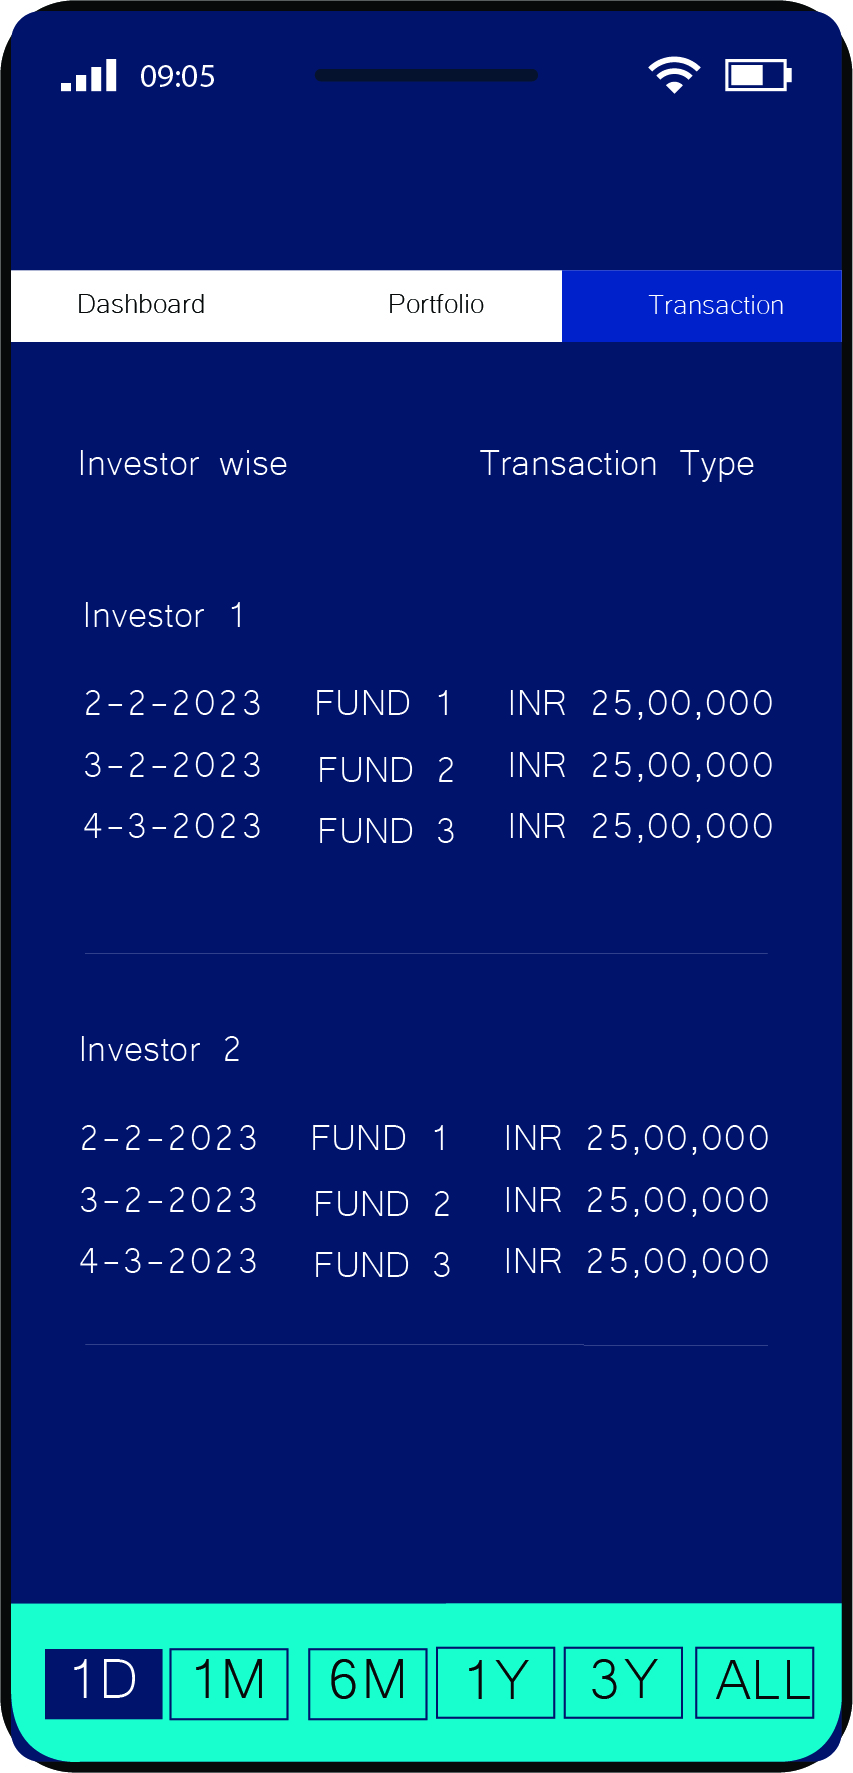 09:05
Dashboard Portfolio Transaction
Investor wise Transaction Type
Investor 1
2-2-2023 FUND 1 INR 25,00,000
3-2-2023 FUND 2 INR 25,00,000
4-3-2023 FUND 3 INR 25,00,000
Investor 2
2-2-2023 FUND 1 INR 25,00,000
3-2-2023 FUND 2 INR 25,00,000
4-3-2023 FUND 3 INR 25,00,000
1D 1M 6M 1Y 3Y ALL